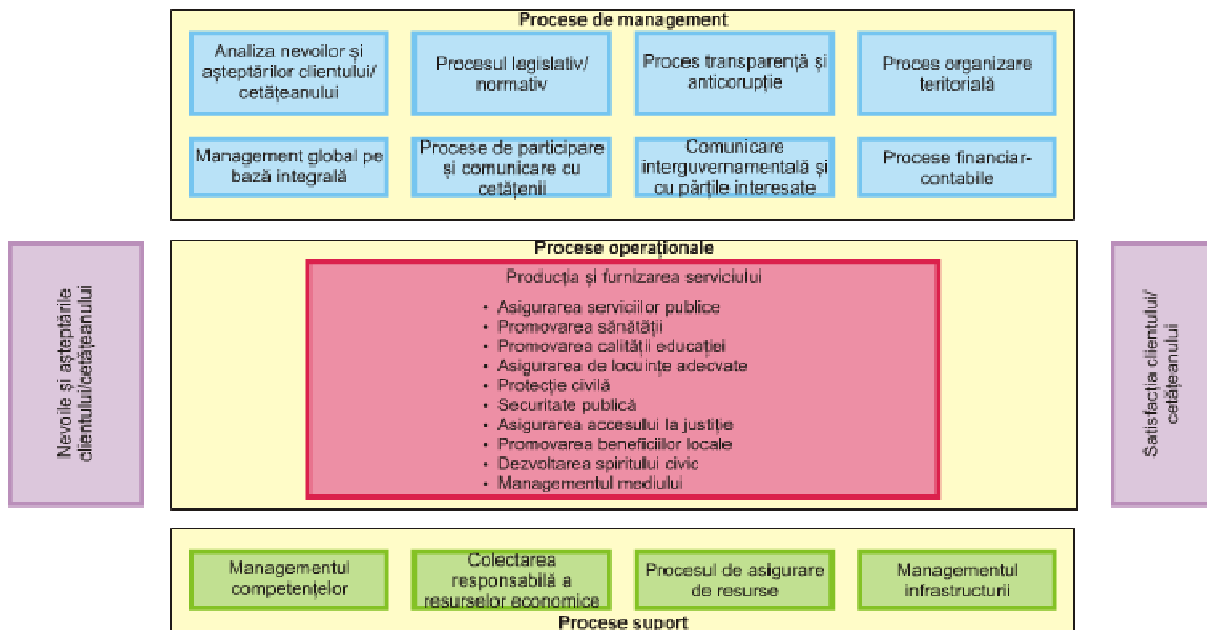 Procese de management
Analiza nevoilor și
așteptărilor clientului/
cetățeanului
Procesul legislativ/
normativ
Proces transparență și
anticorupție
Proces organizare
teritorială
Management global pe
bază integrală
Procese de participare
și comunicare cu
cetățenii
Comunicare
interguvernamentală și
cu părțile interesate
Procese financiar-
contabile
Nevoile și așteptările
clientului/cetățeanului
Procese operaționale
Producția și furnizarea serviciului
• Asigurarea serviciilor publice
• Promovarea sănătății
• Promovarea calității educației
• Asigurarea de locuințe adecvate
• Protecție civilă
• Securitate publică
• Asigurarea accesului la justiție
• Promovarea beneficiilor locale
• Dezvoltarea spiritului civic
• Managementul mediului
Satisfacția clientului/
cetățeanului
Managementul
competențelor
Colectarea
responsabilă a
resurselor economice
Procesul de asigurare
de resurse
Managementul
infrastructurii
Procese suport